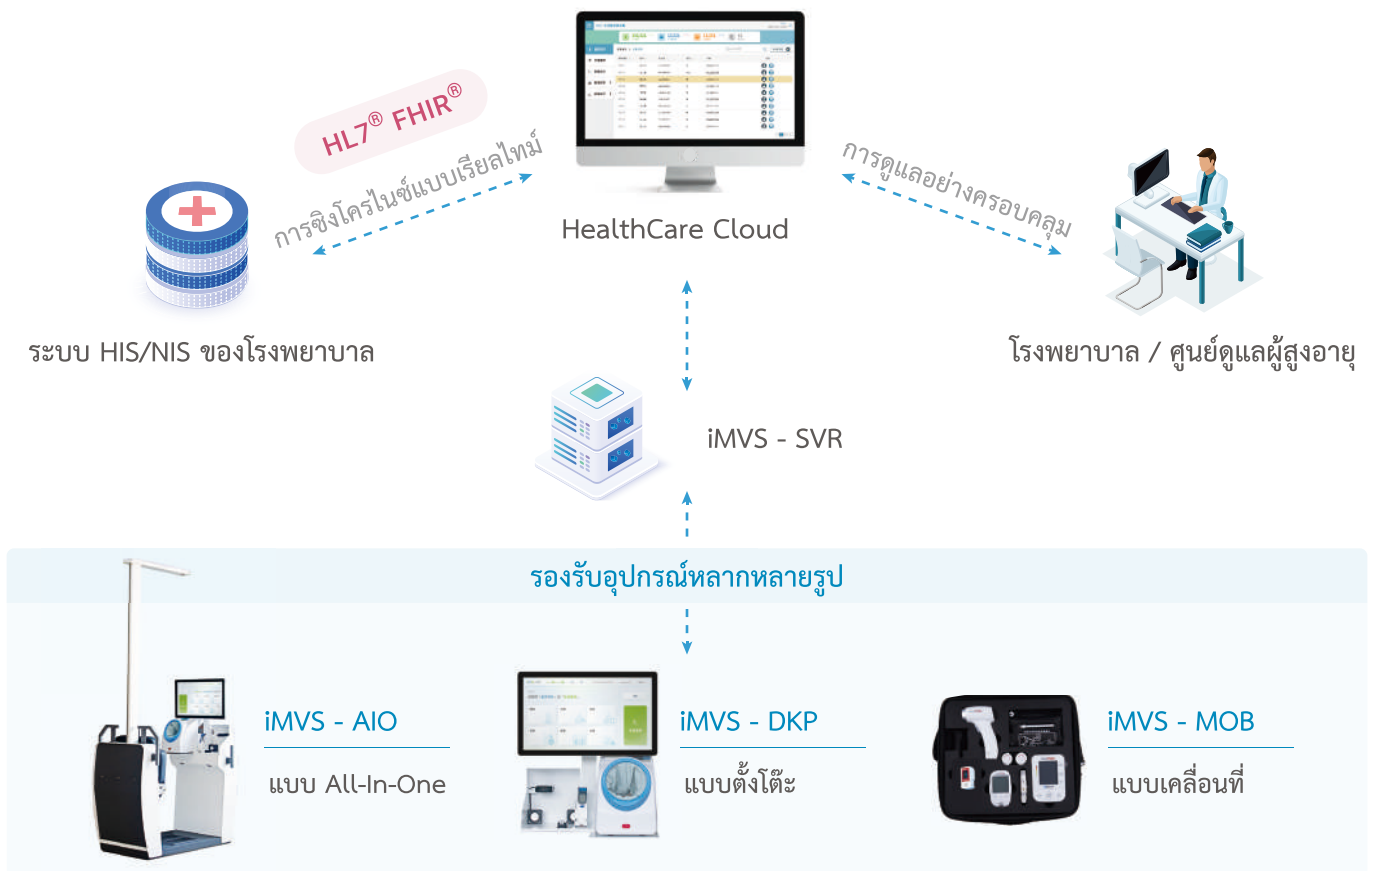 HL7® FHIR®
การซิงโครไนซ์แบบเรียลไทม์
การดูแลอย่างครอบคลุม
HealthCare Cloud
ระบบ HIS/NIS ของโรงพยาบาล
โรงพยาบาล / ศูนย์ดูแลผู้สูงอายุ
iMVS - SVR
รองรับอุปกรณ์หลากหลายรูป
iMVS - AIO
แบบ All-In-One
iMVS - DKP
แบบตั้งโต๊ะ
iMVS - MOB
แบบเคลื่อนที่